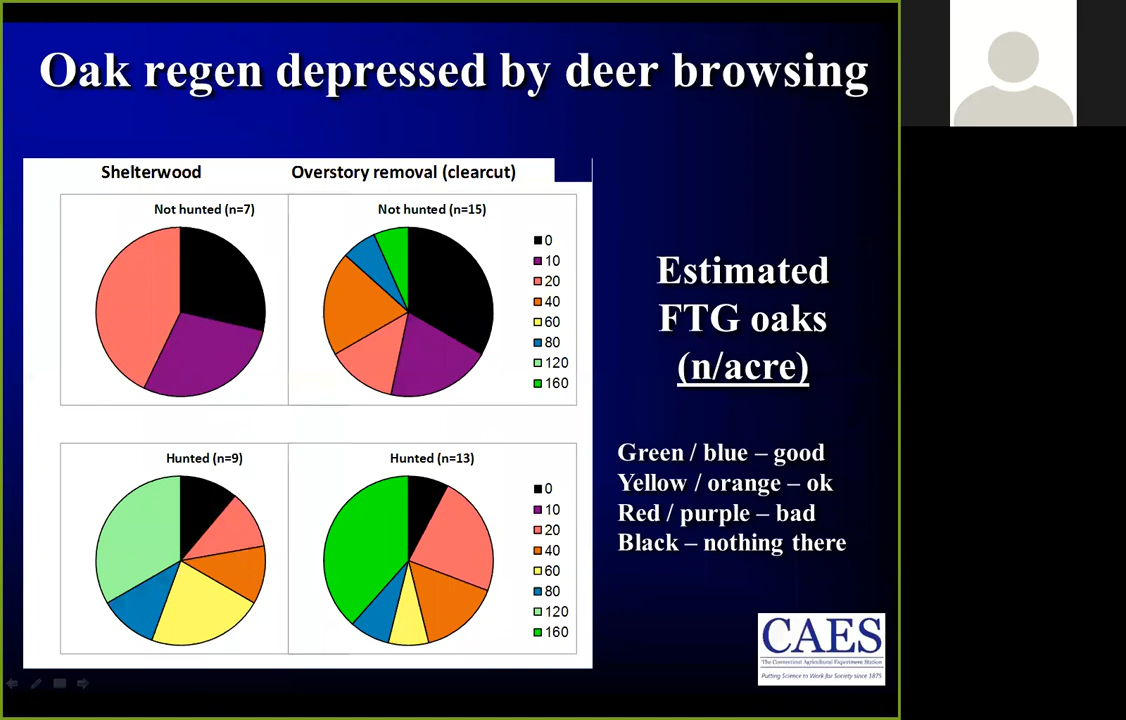 Oak regen depressed by deer browsing
Shelterwood
Overstory removal (clearcut)
Not hunted (n=7)
Not hunted (n=15)
0
10
20
40
60
80
120
160
Hunted (n=9)
Hunted (n=13)
0
10
20
40
60
80
120
160
Estimated
FTG oaks
(n/acre)
Green / blue – good
Yellow / orange – ok
Red / purple – bad
Black – nothing there
CAES
The Connecticut Agricultural Experiment Station
Putting Science to Work for Society since 1875